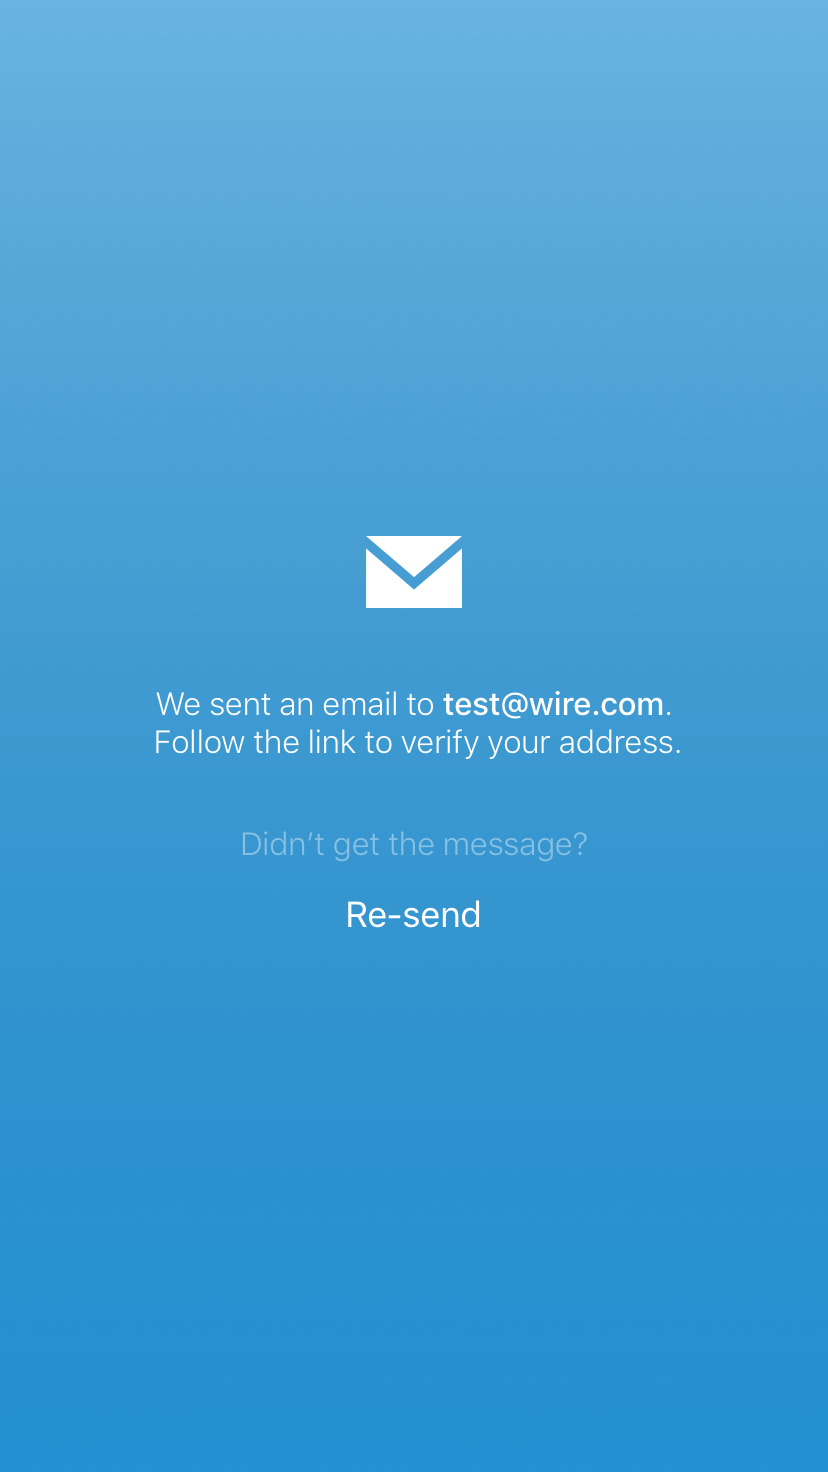 We sent an email to test@wire.com.
Follow the link to verify your address.
Didn’t get the message?
Re-send